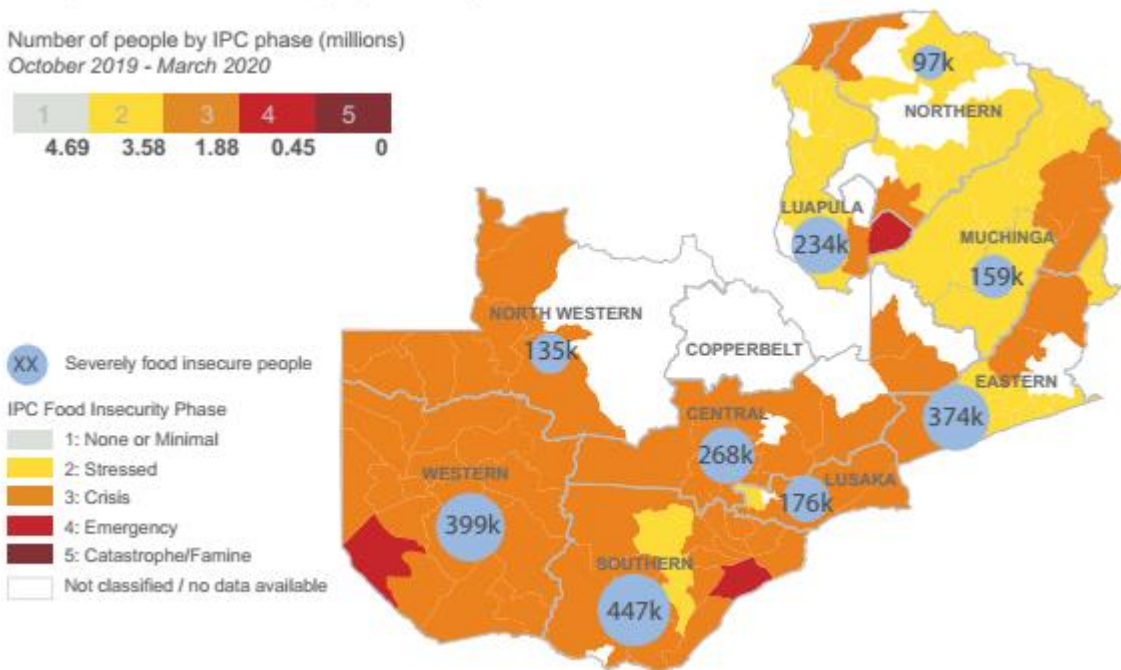 Number of people by IPC phase (millions)
October 2019 - March 2020
1 2 3 4 5
4.69 3.58 1.88 0.45 0
97k
NORTHERN
LUAPULA
234k
MUCHINGA
159k
NORTH WESTERN
135k
COPPERBELT
XX Severely food insecure people
EASTERN
374k
IPC Food Insecurity Phase
1: None or Minimal
2: Stressed
3: Crisis
4: Emergency
5: Catastrophe/Famine
Not classified / no data available
CENTRAL
268k
WESTERN
399k
LUSAKA
176k
SOUTHERN
447k